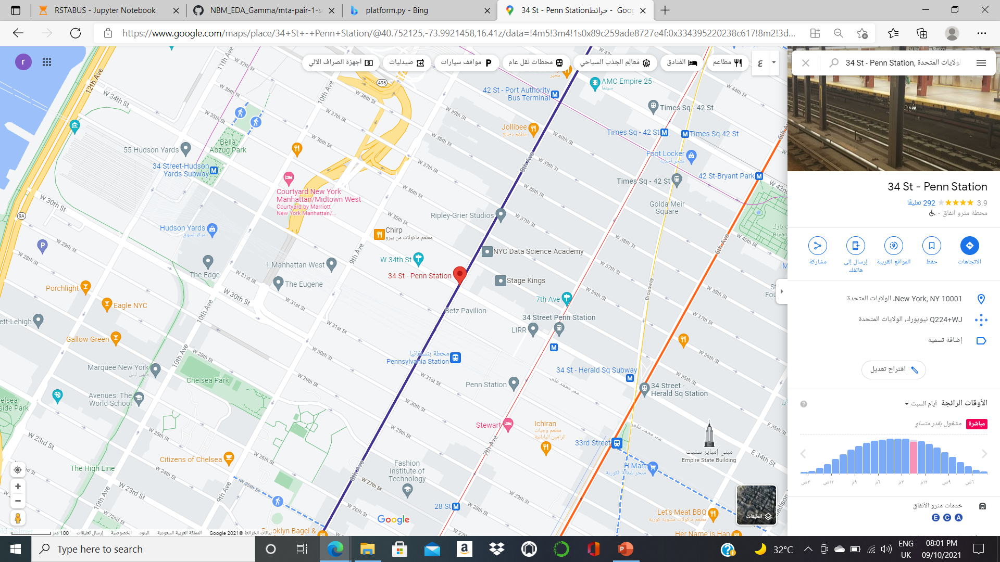 RSTABUS - Jupyter Notebook
NBM_EDA_Gamma/mta-pair-1-s
platform.py - Bing
34 St - Penn Stationخرائط - Goog
https://www.google.com/maps/place/34+St+-+Penn+Station/@40.752125,-73.9921458,16.41z/data=!4m5!3m4!1s0x89c259ade8727e4f:0x334395220238c617!8m2!3d...
r
أجهزة الصراف الآلي
صيدليات
مواقف سيارات
محطات نقل عام
مَعالِم الجذب السياحي
الفنادق
مطاعم
ع
34 St - Penn Station, الولايات المتحدة
11th Ave
W 37th St
12th Ave
W 34th St
W 36th St
W 35th St
10th Ave
495
W 38th St
W 37th St
W 39th St
W 38th St
مخبز
42 St - Port Authority
Bus Terminal
AMC Empire 25
سينما
W 44th St
Times Sq - 42 St
Jollibee
مطعم دجاج
W 40th St
Times Sq - 42 St
Times Sq-42 St
6th Ave
Bella
Abzug Park
55 Hudson Yards
W 36th St
8th Ave
W 39th St
Foot Locker
متجر أحذية
34 Street-Hudson
Yards Subway
W 37th St
W 38th St
Times Sq - 42 St
42 St-Bryant Park
W 42nd
Courtyard New York
Manhattan/Midtown West
Courtyard by Marriott
New York Manhattan/...
W 30th St
W 36th St
Golda Meir
Square
9A
Ripley-Grier Studios
W 35th St
W 37th St
Hudson Yards
مركز تسوق
Chirp
مطعم مأكولات من بيرو
W 38th St
6th Ave
W 40th St
Bryan
P
W 29th St
W 28th St
The Edge
1 Manhattan West
9th Ave
W 34th St
NYC Data Science Academy
W 37th St
34 St - Penn Station
Stage Kings
Broadway
W 38th St
Porchlight
W 31st St
The Eugene
W 30th St
W 31st St
7th Ave
W 36th St
Eagle NYC
10th Ave
Betz Pavilion
34 Street Penn Station
ett-Lehigh
W 31st St
LIRR
Gallow Green
W 30th St
W 36th St
10th Ave
W 28th St
محطة بنسلفانيا
Pennsylvania Station
Marquee New York
ملهى ليلي
34 St - Herald Sq Subway
W 35th St
Chelsea Park
W 29th St
W 31st St
Penn Station
ممر محمد علي
34 Street -
Herald Sq Station
Avenues: The
World School
elsea
side Park
W 30th St
Stewart
Ichiran
مطعم وجبات
الرامين اليابانية
ممر محمد علي
E 35th St
W 23rd St
W 25th St
W 29th St
33rd Street
7th Ave
مبنى إمباير ستيت
Empire State Building
E 34th St
Citizens of Chelsea
W 26th St
The High Line
W 24th St
8th Ave
Fashion
Institute of
Technology
H Mart
متجر للبقالة الكورية
W 27th St
W 25th St
W 23rd St
10th Ave
9th Ave
W 26th St
28 St
W 28th St
W 29th St
Let's Meat BBQ
مطعم مأكولات مشوية كورية
adison
W 22nd St
Google
الطبقات
Brooklyn Bagel &
Her Name is Han
100 متر
إرسال تعليقات
الخصوصية
البنود
المملكة العربية السعودية
بيانات الخرائط ©2021 Google
34 St - Penn Station
3.9
292 تعليقًا
محطة مترو أنفاق
الاتجاهات
حفظ
المواقع القريبة
إرسال إلى
هاتفك
مشاركة
New York, NY 10001، الولايات المتحدة
Q224+WJ نيويورك، الولايات المتحدة
إضافة تسمية
اقتراح تعديل
الأوقات الرائجة
أيام السبت
مباشرة
مشغول بقدر متساوٍ
٦ص
٩ص
١٢م
٣م
٦م
٩م
١٢ص
٣ص
خدمات مترو الأنفاق
A
C
E
Type here to search
32°C
ENG
UK
08:01 PM
09/10/2021